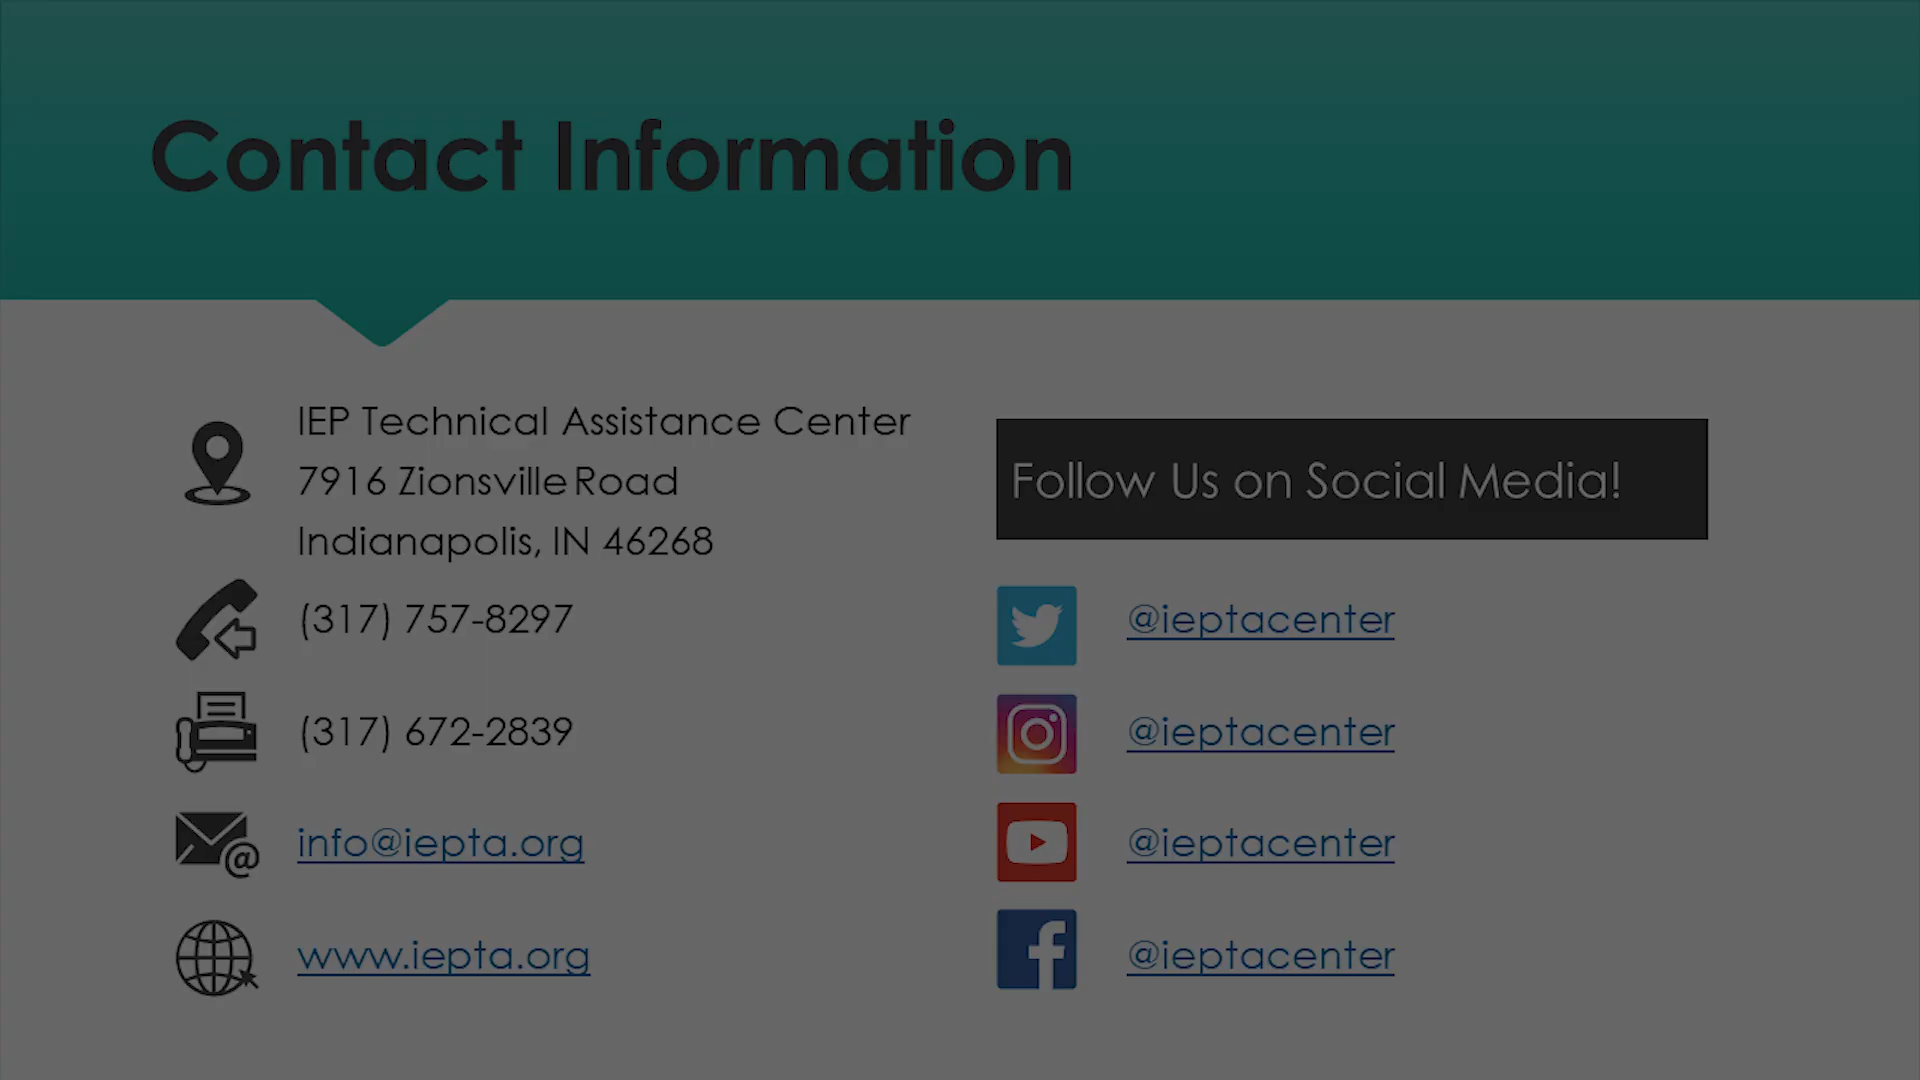 Contact Information
IEP Technical Assistance Center
7916 Zionsville Road
Indianapolis, IN 46268
(317) 757-8297
(317) 672-2839
info@iepta.org
www.iepta.org
Follow Us on Social Media!
@ieptacenter
@ieptacenter
@ieptacenter
@ieptacenter